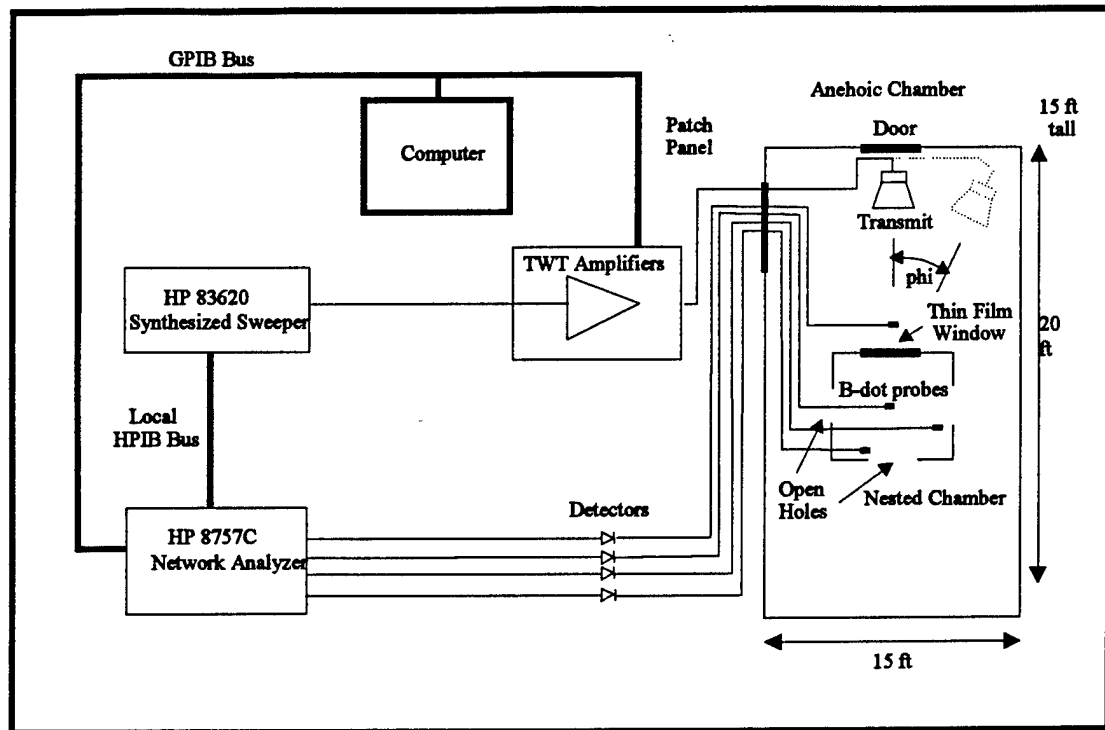 GPIB Bus
Computer
Patch
Panel
Anehoic Chamber
15 ft
tall
Door
Transmit
phi
Thin Film
Window
20
ft
TWT Amplifiers
HP 83620
Synthesized Sweeper
B-dot probes
Local
HPIB Bus
Open
Holes
Nested Chamber
Detectors
HP 8757C
Network Analyzer
15 ft